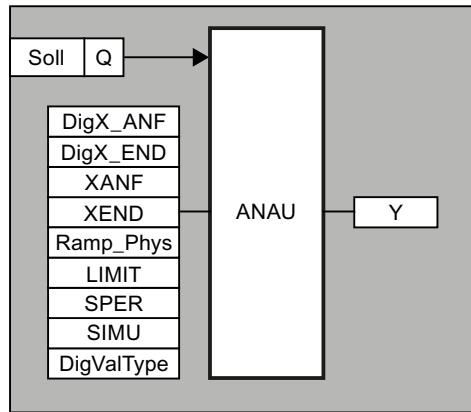 Soll Q
DigX_ANF
DigX_END
XANF
XEND
Ramp_Phys
LIMIT
SPER
SIMU
DigValType
ANAU
Y